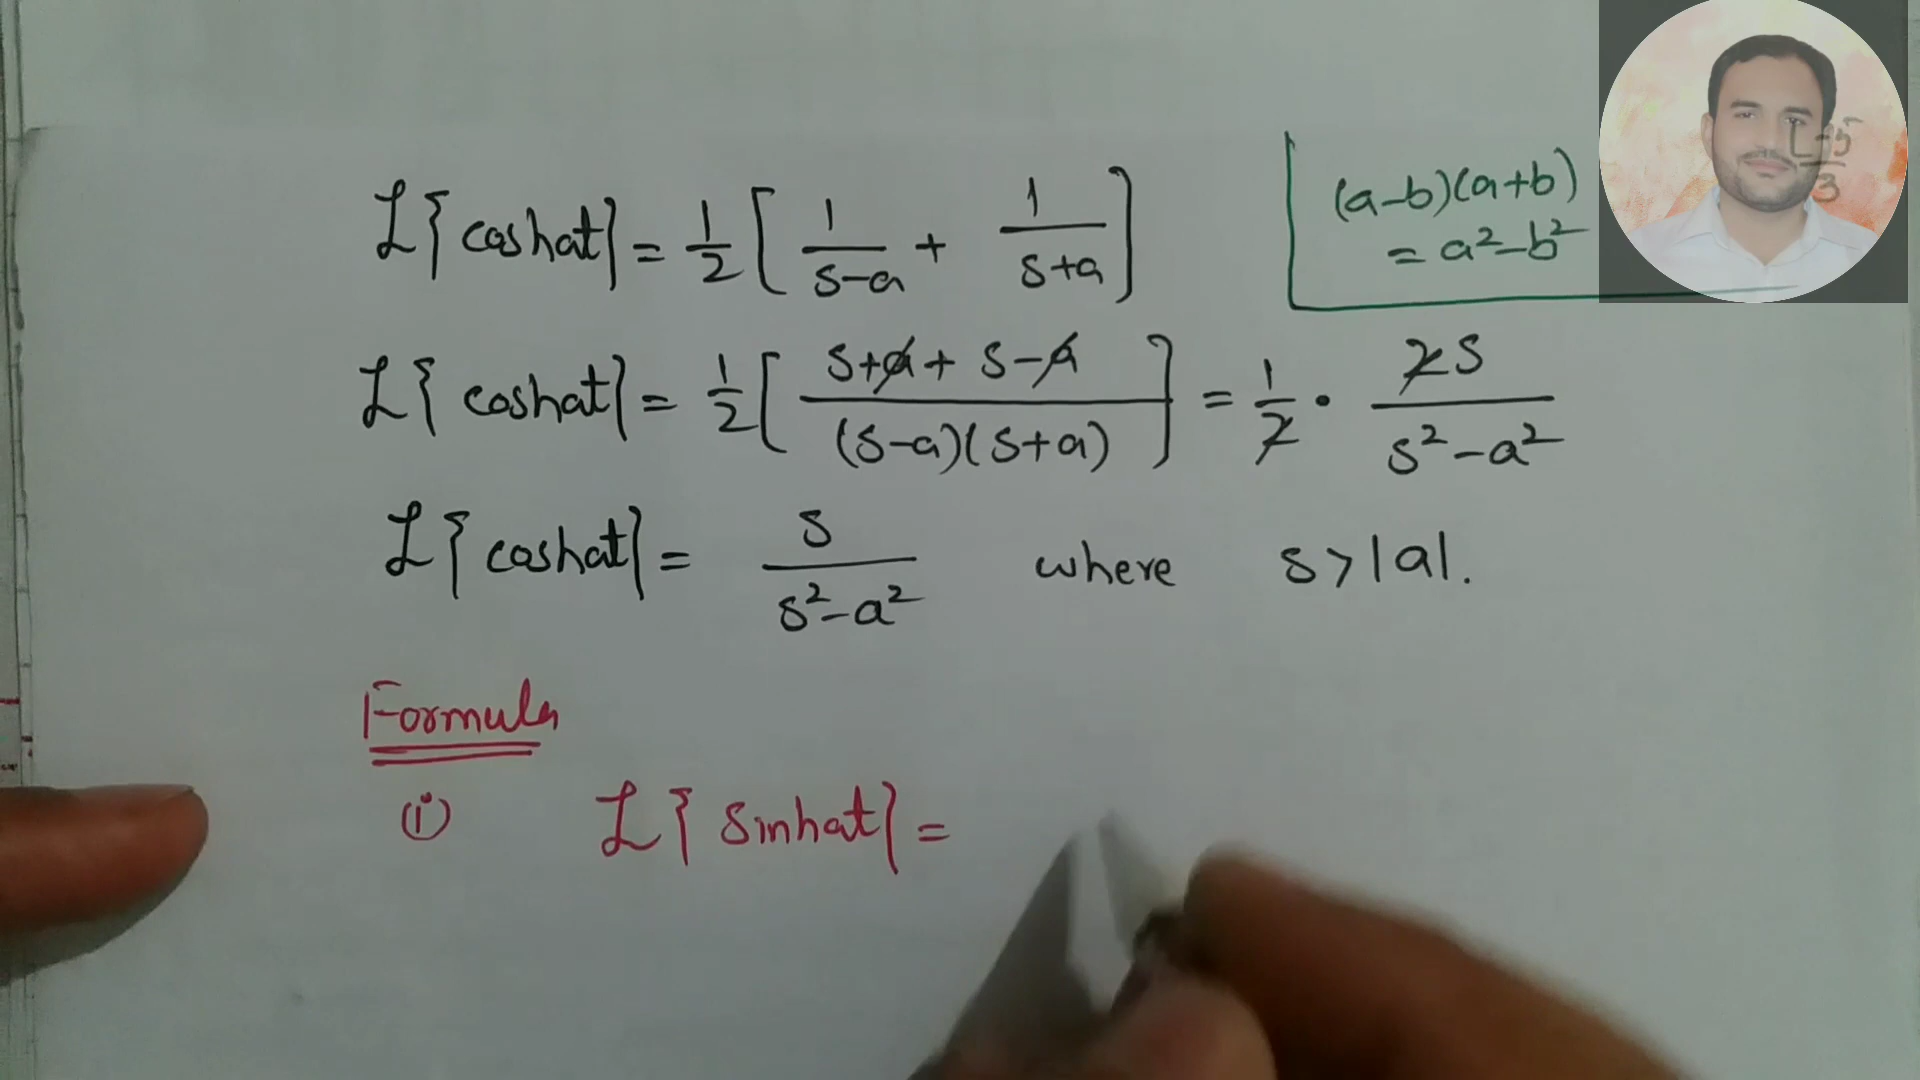 ℒ{coshat} = 1/2 [ 1/(s-a) + 1/(s+a) ]
(a-b)(a+b)
= a²-b²
ℒ{coshat} = 1/2 [ (s+a + s-a)/((s-a)(s+a)) ] = 1/2 · 2s/(s²-a²)
ℒ{coshat} = s/(s²-a²) where s>|a|.
Formula
(i) ℒ{sinhat} =